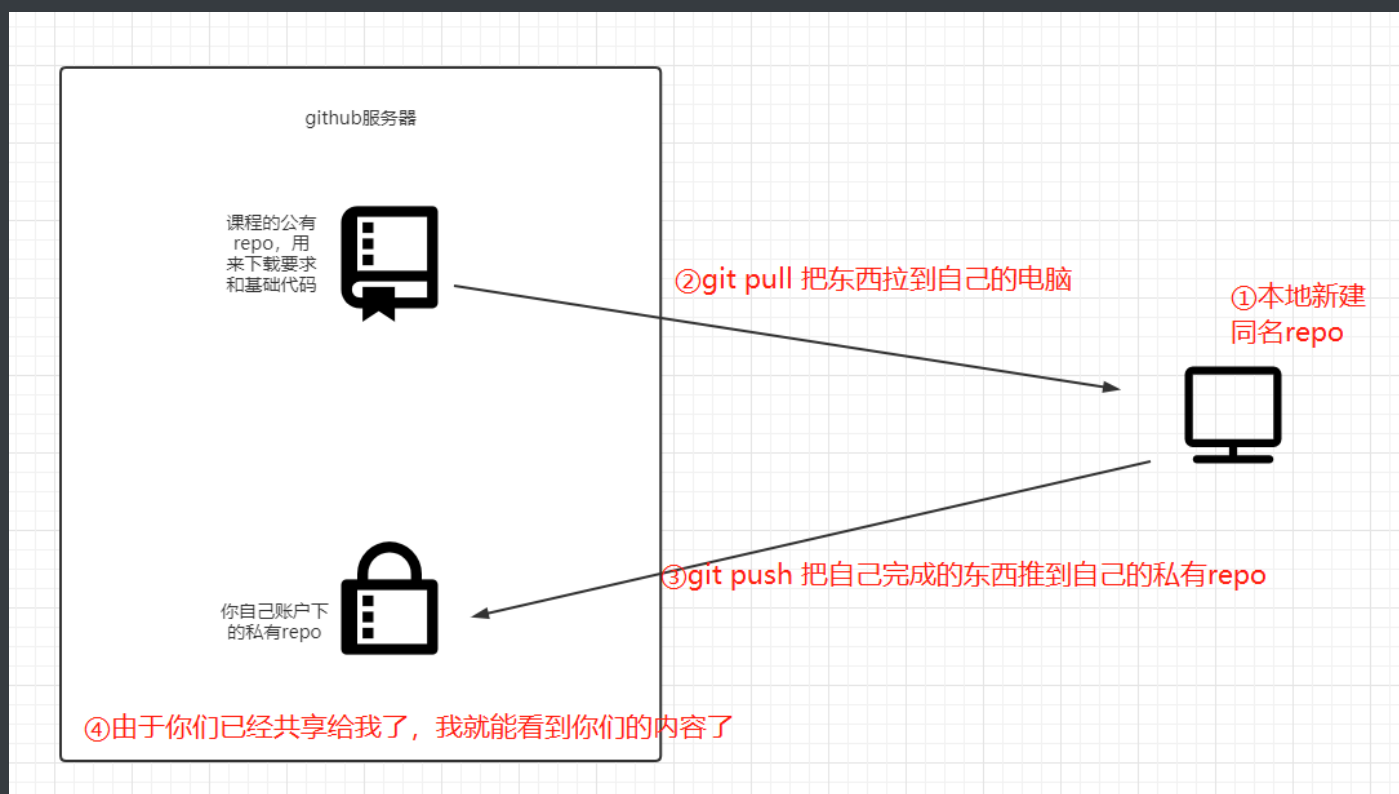 github服务器
课程的公有
repo，用
来下载要求
和基础代码
②git pull 把东西拉到自己的电脑
①本地新建
同名repo
③git push 把自己完成的东西推到自己的私有repo
你自己账户下
的私有repo
④由于你们已经共享给我了，我就能看到你们的内容了